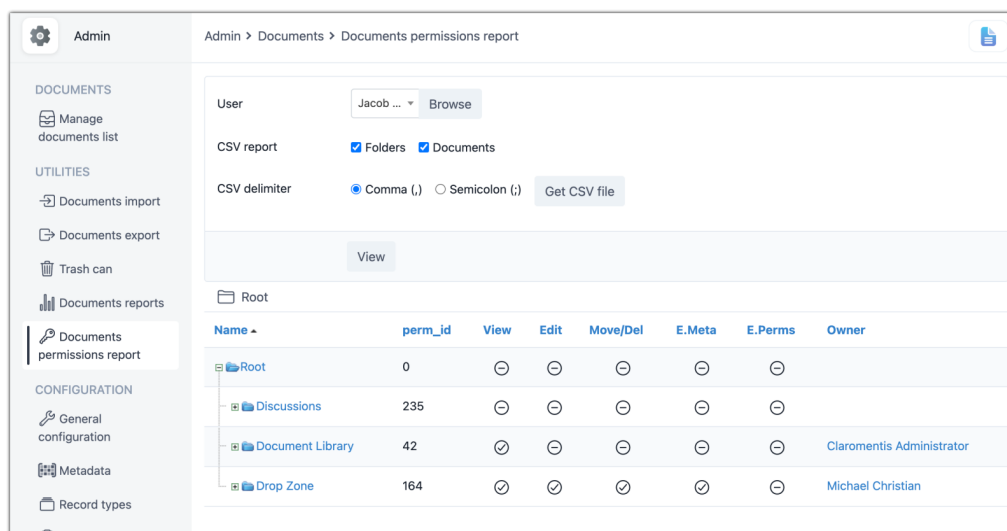 Admin
Admin > Documents > Documents permissions report
DOCUMENTS
Manage
documents list
UTILITIES
Documents import
Documents export
Trash can
Documents reports
Documents
permissions report
CONFIGURATION
General
configuration
Metadata
Record types
User Jacob ... Browse
CSV report Folders Documents
CSV delimiter Comma (,) Semicolon (;) Get CSV file
View
Root
Name perm_id View Edit Move/Del E.Meta E.Perms Owner
Root 0
Discussions 235
Document Library 42 Claromentis Administrator
Drop Zone 164 Michael Christian